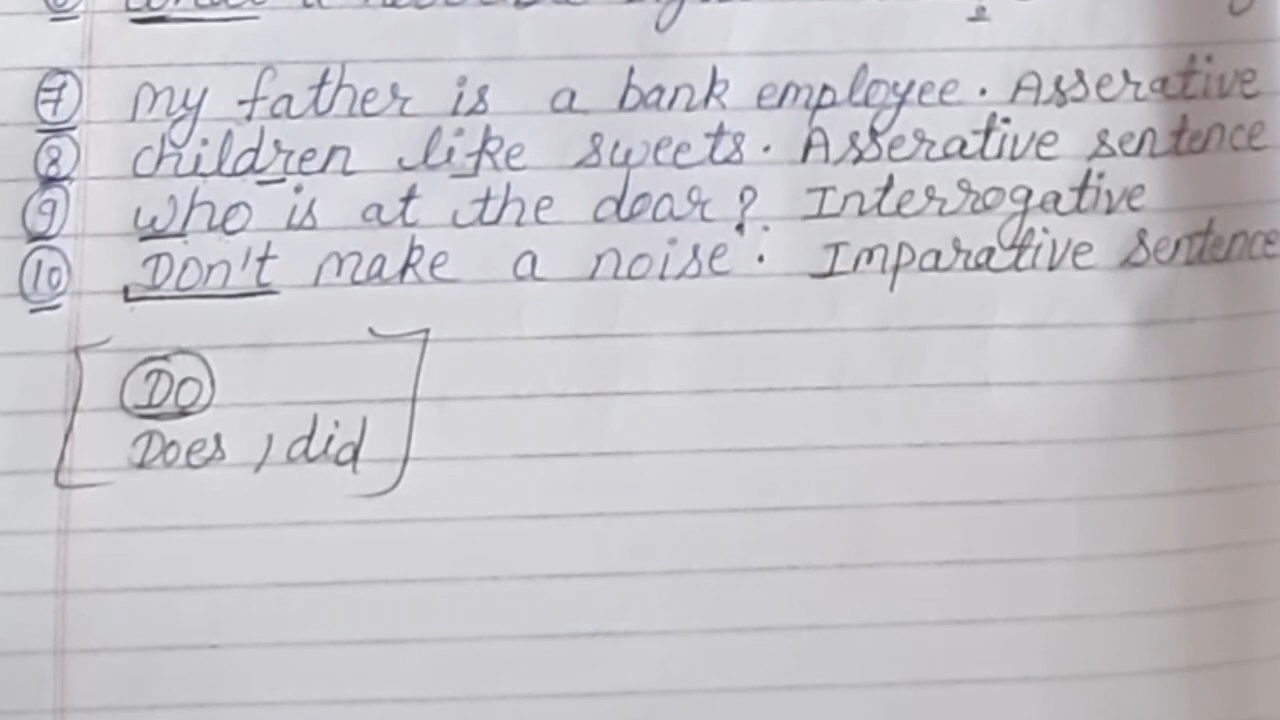 ⑦ my father is a bank employee. Asserative
⑧ children like sweets. Asserative sentence
⑨ who is at the doar? Interrogative
⑩ Don't make a noise. Imparative sentence
DO
Does, did